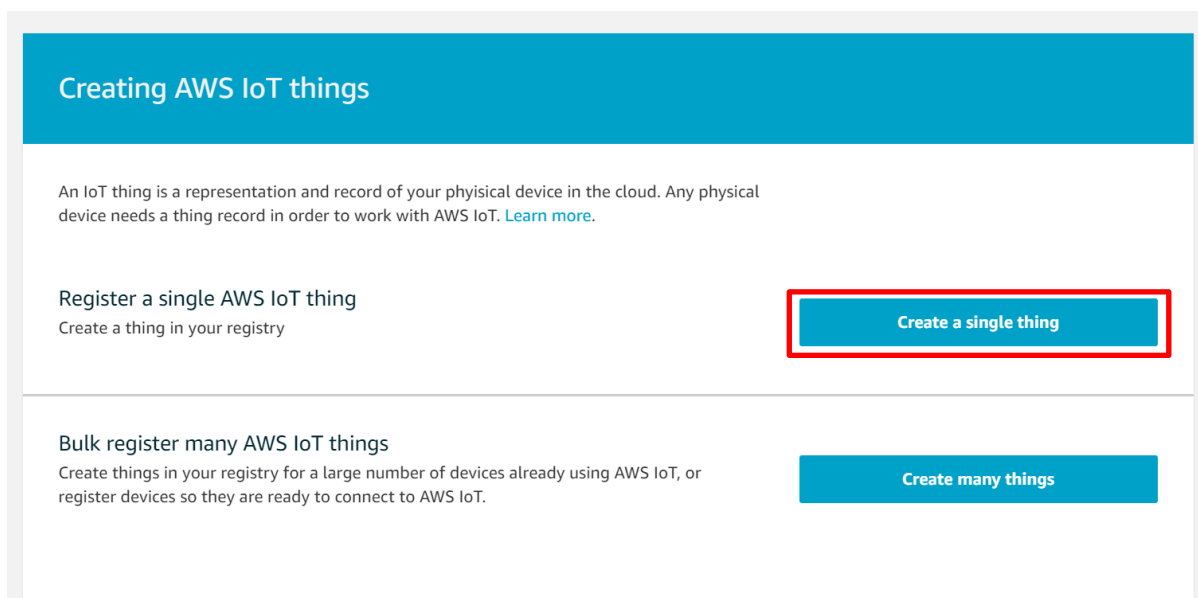 Creating AWS IoT things
An IoT thing is a representation and record of your phyisical device in the cloud. Any physical
device needs a thing record in order to work with AWS IoT. Learn more.
Register a single AWS IoT thing
Create a thing in your registry
Create a single thing
Bulk register many AWS IoT things
Create things in your registry for a large number of devices already using AWS IoT, or
register devices so they are ready to connect to AWS IoT.
Create many things